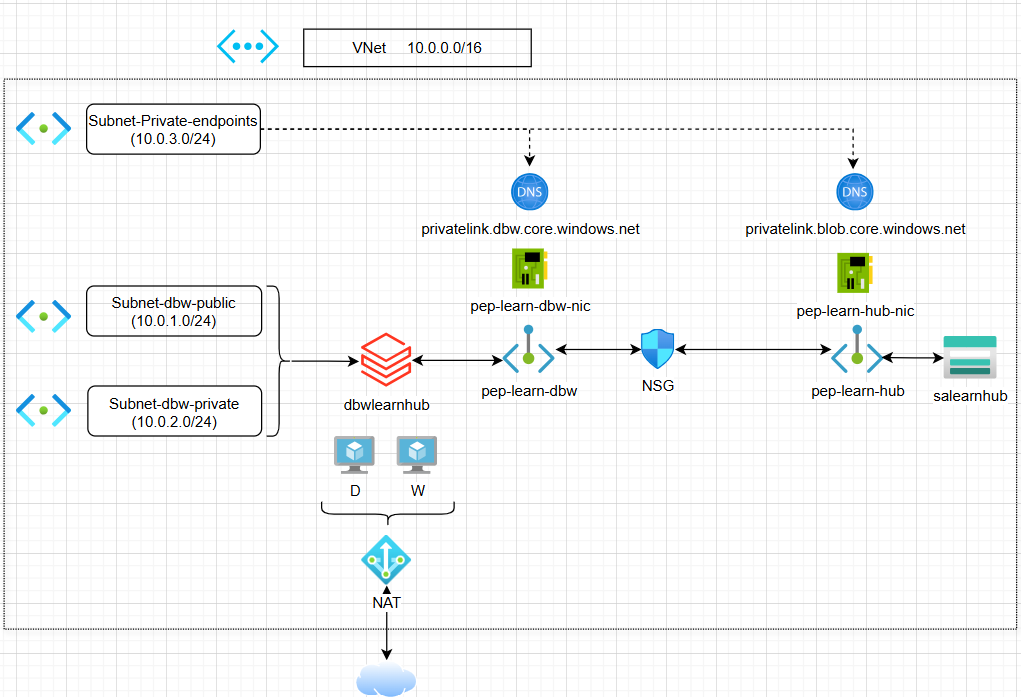 VNet 10.0.0.0/16
Subnet-Private-endpoints
(10.0.3.0/24)
DNS
DNS
privatelink.dbw.core.windows.net
privatelink.blob.core.windows.net
pep-learn-dbw-nic
pep-learn-hub-nic
Subnet-dbw-public
(10.0.1.0/24)
Subnet-dbw-private
(10.0.2.0/24)
dbwlearnhub
pep-learn-dbw
NSG
pep-learn-hub
salearnhub
D
W
NAT